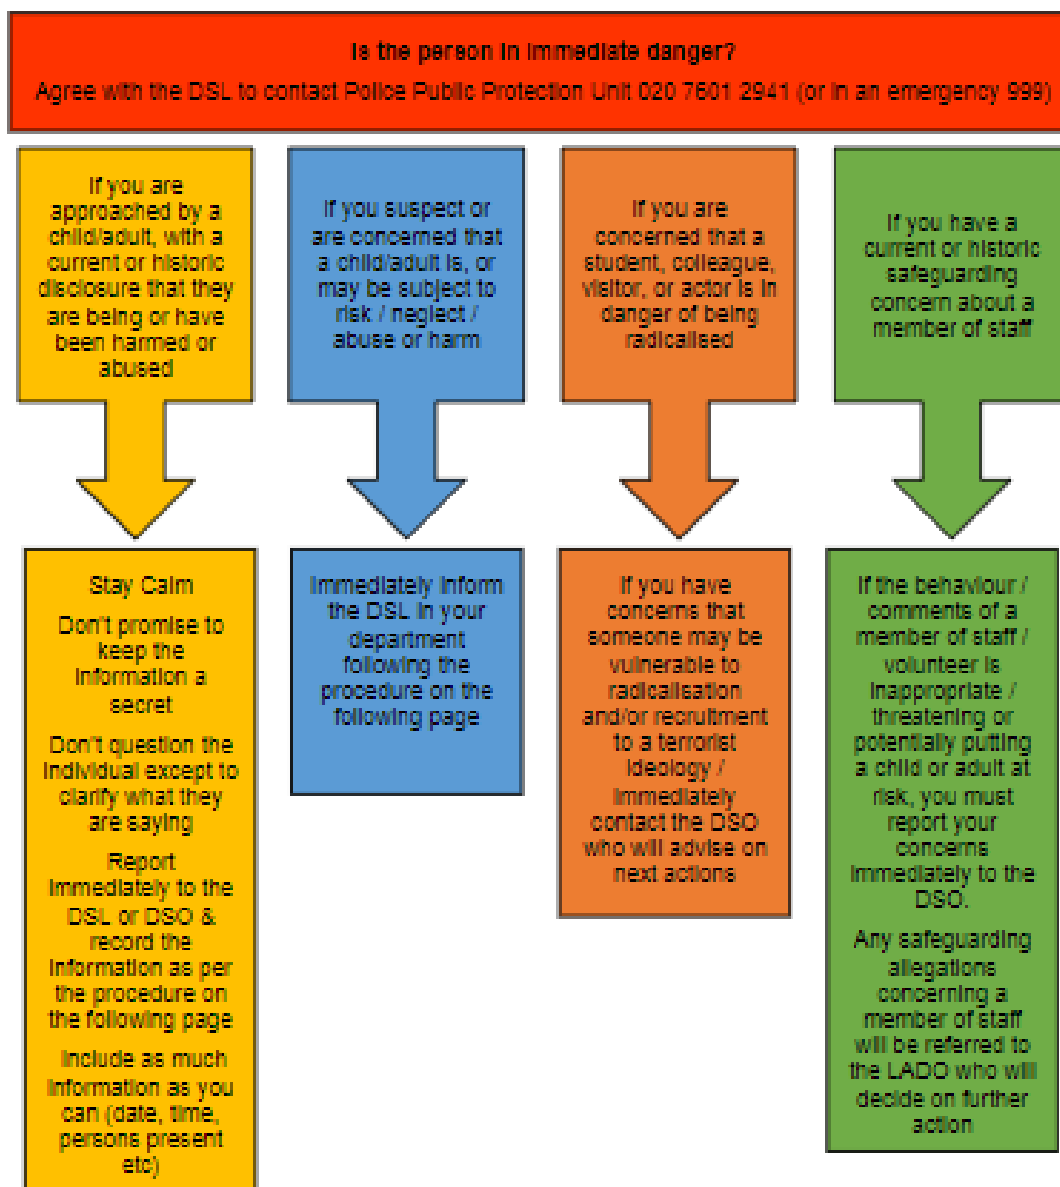 Is the person in immediate danger?
Agree with the DSL to contact Police Public Protection Unit 020 7601 2941 (or in an emergency 999)
If you are
approached by a
child/adult, with a
current or historic
disclosure that they
are being or have
been harmed or
abused
If you suspect or
are concerned that
a child/adult is, or
may be subject to
risk / neglect /
abuse or harm
If you are
concerned that a
student, colleague,
visitor, or actor is in
danger of being
radicalised
If you have a
current or historic
safeguarding
concern about a
member of staff
Stay Calm
Don't promise to
keep the
information a
secret
Don't question the
individual except to
clarify what they
are saying
Report
immediately to the
DSL or DSO &
record the
information as per
the procedure on
the following page
Include as much
information as you
can (date, time,
persons present
etc)
Immediately inform
the DSL in your
department
following the
procedure on the
following page
If you have
concerns that
someone may be
vulnerable to
radicalisation
and/or recruitment
to a terrorist
ideology /
immediately
contact the DSO
who will advise on
next actions
If the behaviour /
comments of a
member of staff /
volunteer is
inappropriate /
threatening or
potentially putting
a child or adult at
risk, you must
report your
concerns
immediately to the
DSO.
Any safeguarding
allegations
concerning a
member of staff
will be referred to
the LADO who will
decide on further
action